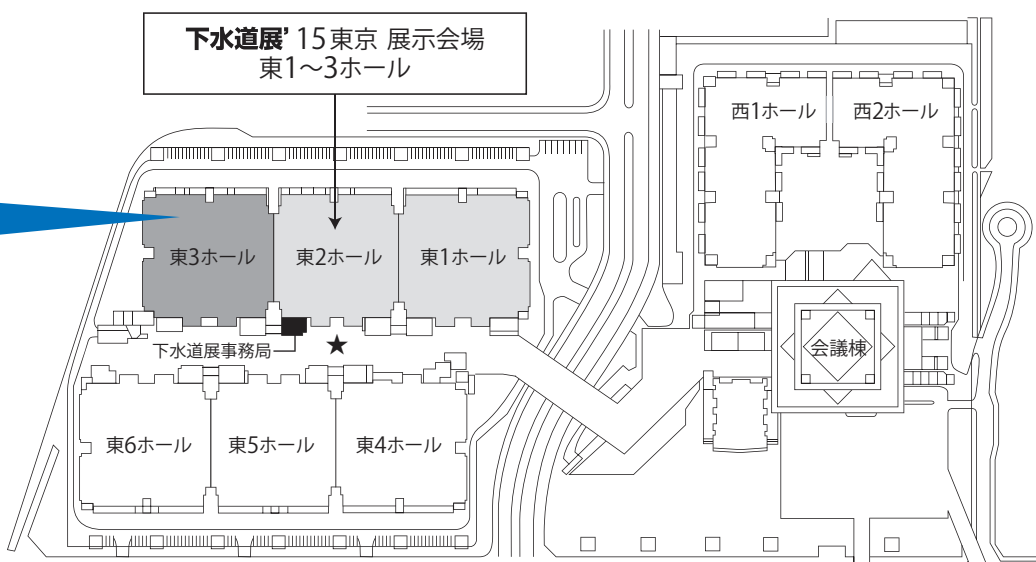 下水道展’15東京 展示会場
東1〜3ホール
西1ホール
西2ホール
東3ホール
東2ホール
東1ホール
下水道展事務局
★
会議棟
東6ホール
東5ホール
東4ホール